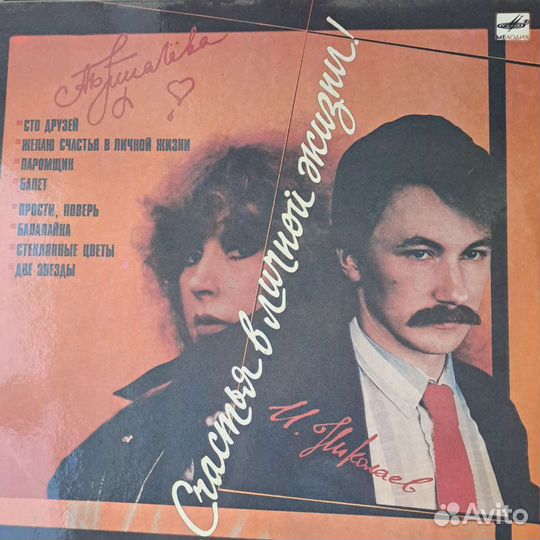 А Пугачёва
МЕЛОДИЯ
СТО ДРУЗЕЙ
ЖЕЛАЮ СЧАСТЬЯ В ЛИЧНОЙ ЖИЗНИ
ПАРОМЩИК
БАЛЕТ
ПРОСТИ, ПОВЕРЬ
БАЛАЛАЙКА
СТЕКЛЯННЫЕ ЦВЕТЫ
ДВЕ ЗВЕЗДЫ
Счастья в личной жизни!
И. Николаев
Avito